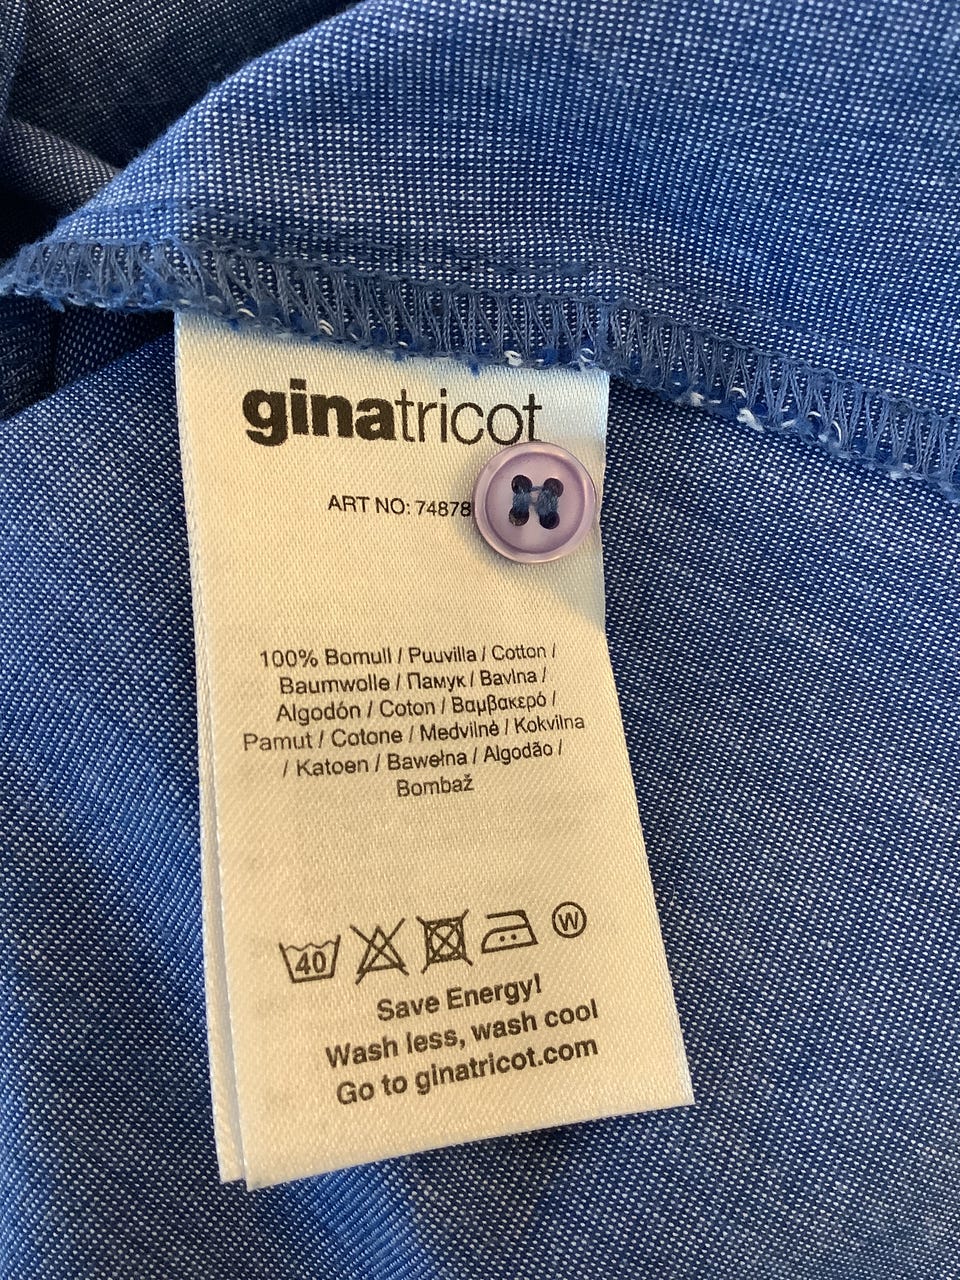 ginatricot
ART NO: 74878
100% Bomull / Puuvilla / Cotton /
Baumwolle / Памук / Bavlna /
Algodón / Coton / Βαμβακερό /
Pamut / Cotone / Medvilnė / Kokvilna
/ Katoen / Bawełna / Algodão /
Bombaž
40 W
Save Energy!
Wash less, wash cool
Go to ginatricot.com